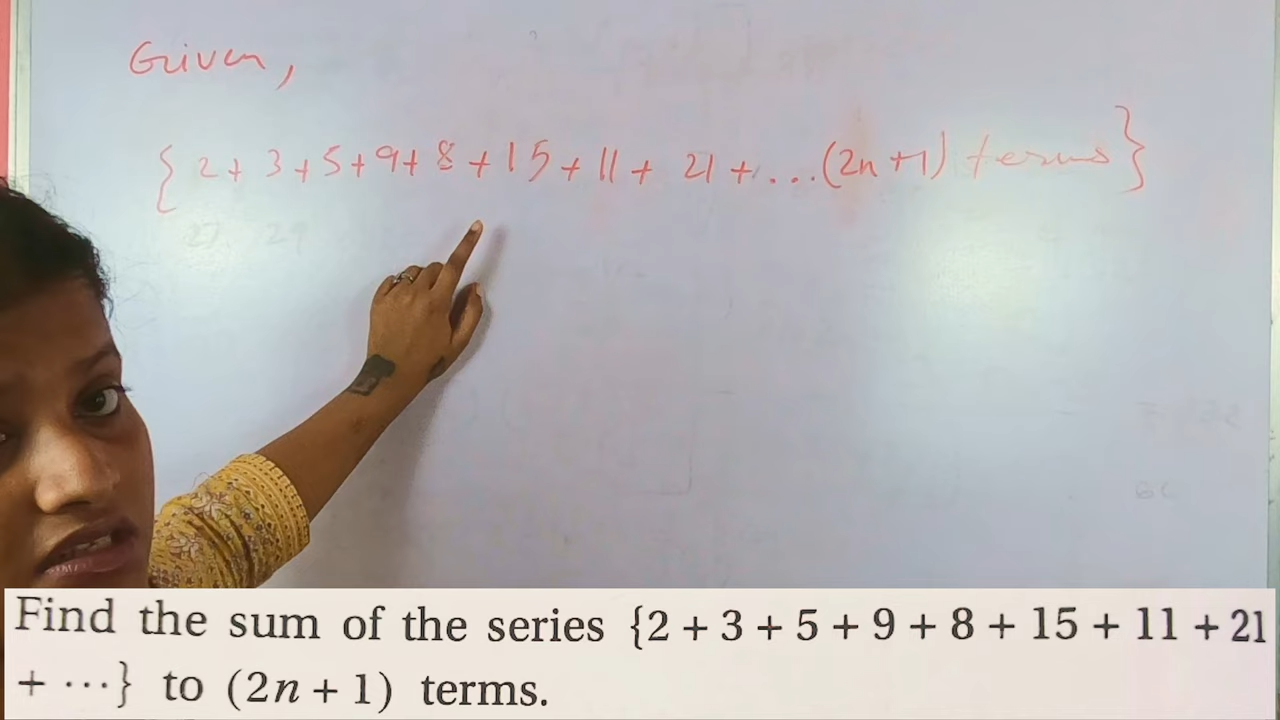 Given,
{ 2 + 3 + 5 + 9 + 8 + 15 + 11 + 21 + ... (2n + 1) terms }
Find the sum of the series {2 + 3 + 5 + 9 + 8 + 15 + 11 + 21
+ ⋯} to (2n + 1) terms.